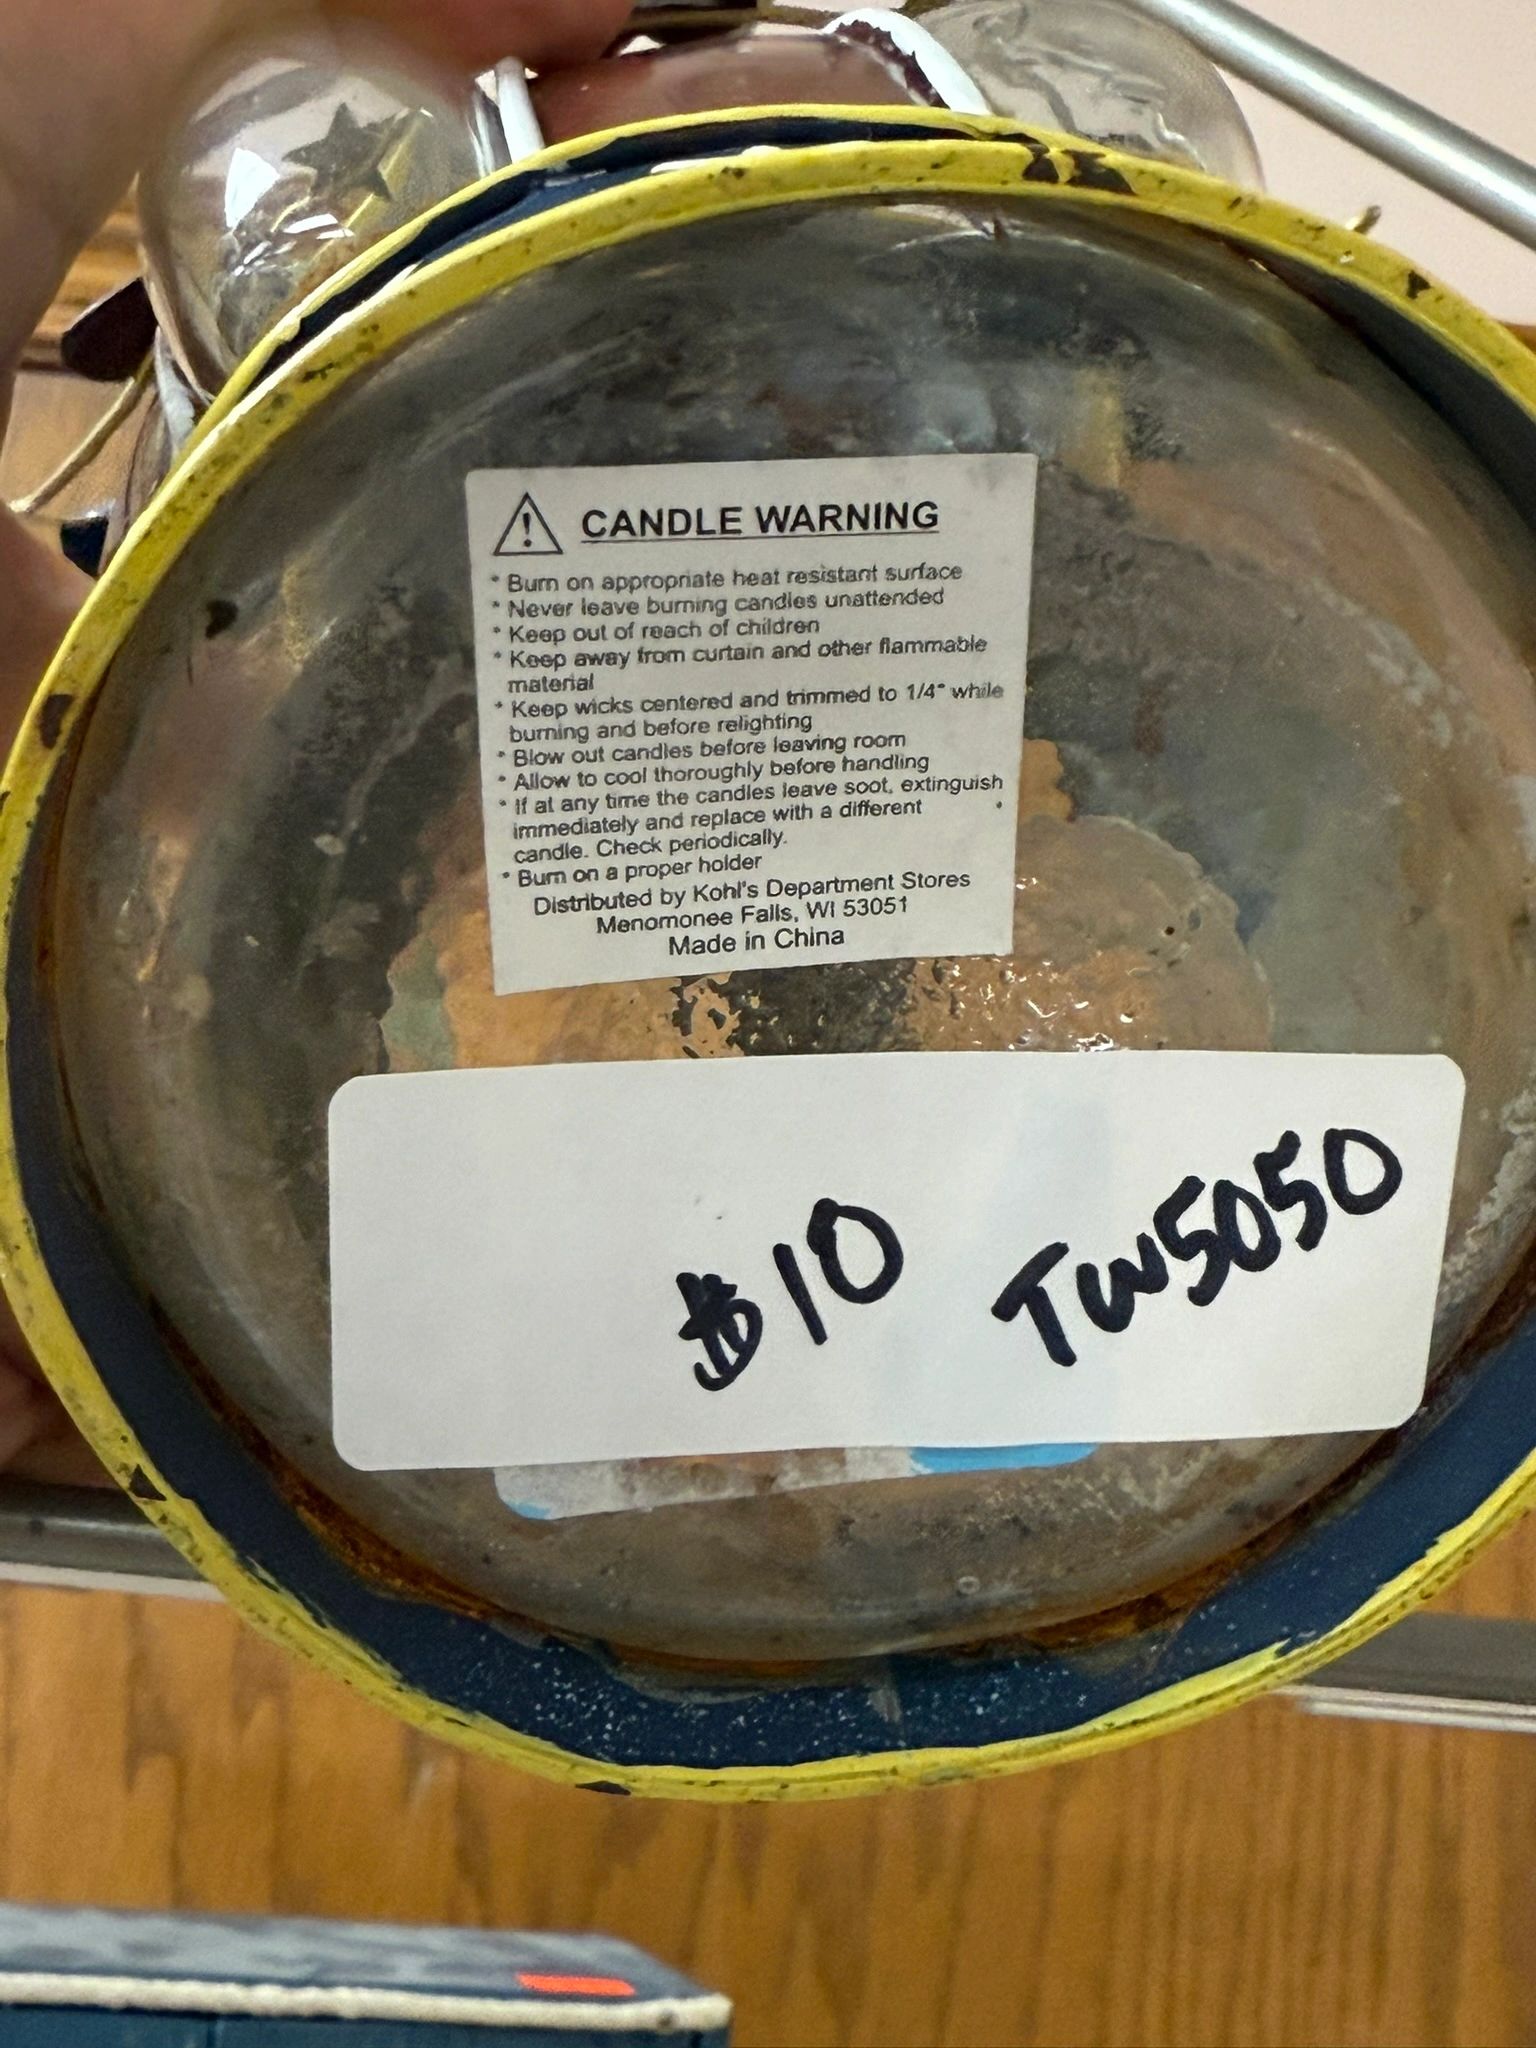 CANDLE WARNING
* Burn on appropriate heat resistant surface
* Never leave burning candles unattended
* Keep out of reach of children
* Keep away from curtain and other flammable
material
* Keep wicks centered and trimmed to 1/4" while
burning and before relighting
* Blow out candles before leaving room
* Allow to cool thoroughly before handling
* If at any time the candles leave soot, extinguish
immediately and replace with a different
candle. Check periodically.
* Burn on a proper holder
Distributed by Kohl's Department Stores
Menomonee Falls, WI 53051
Made in China
$10 TW5050